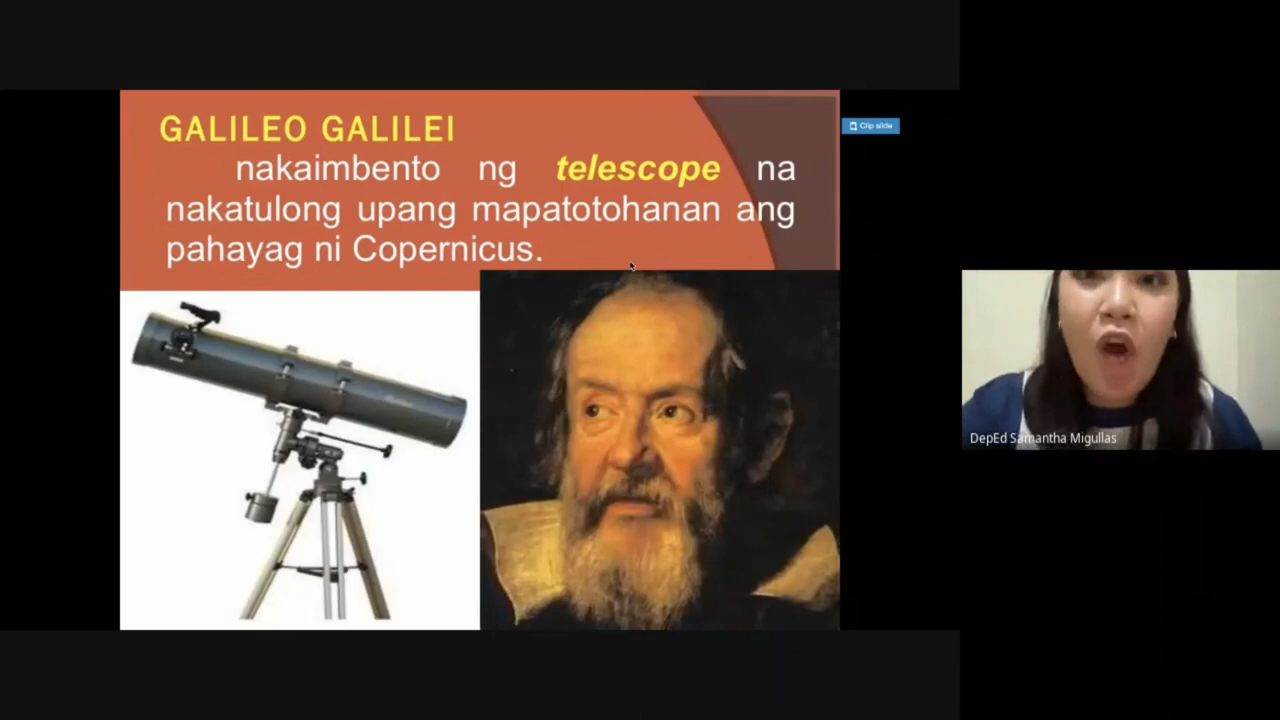 GALILEO GALILEI
nakaimbento ng telescope na
nakatulong upang mapatotohanan ang
pahayag ni Copernicus.
Clip slide
DepEd Samantha Migullas